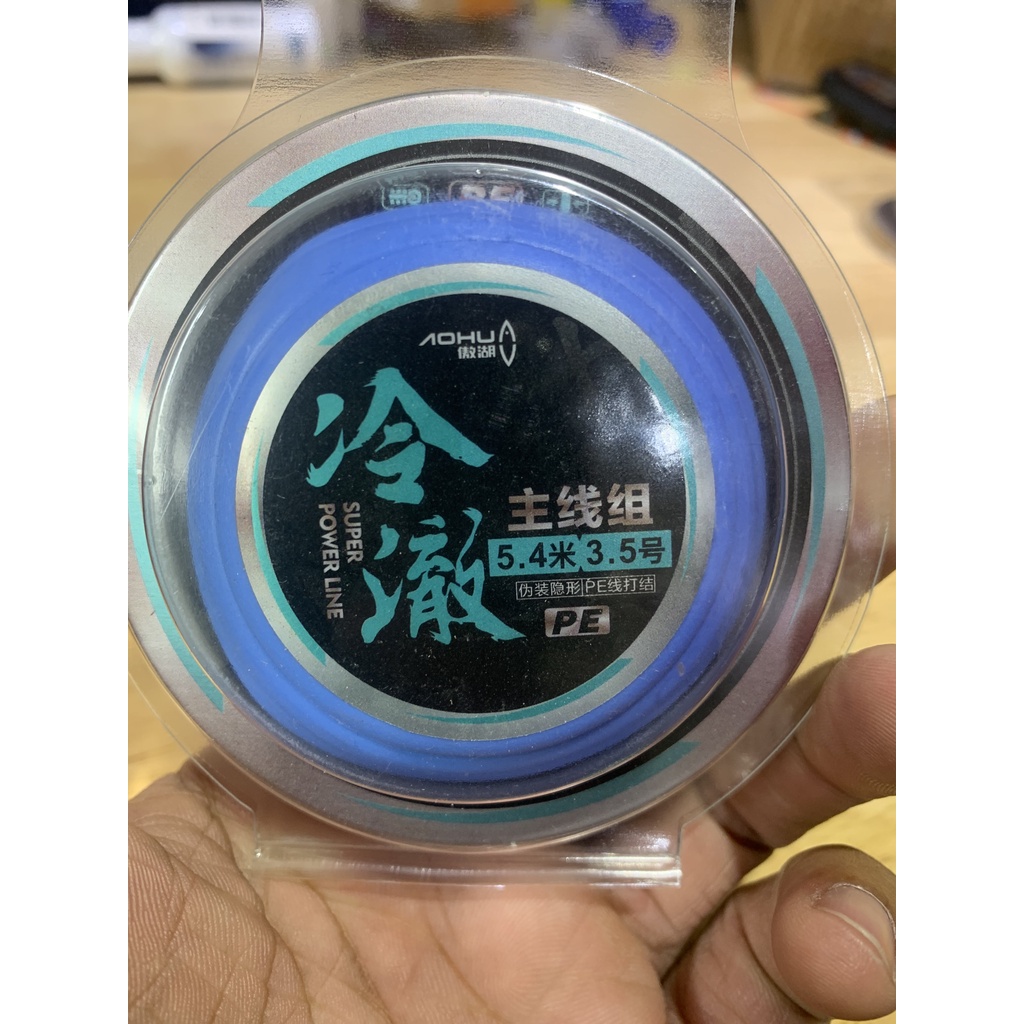 AOHUA
傲湖
冷澈
SUPER
POWER LINE
主线组
5.4米 3.5号
伪装隐形 PE线打结
PE